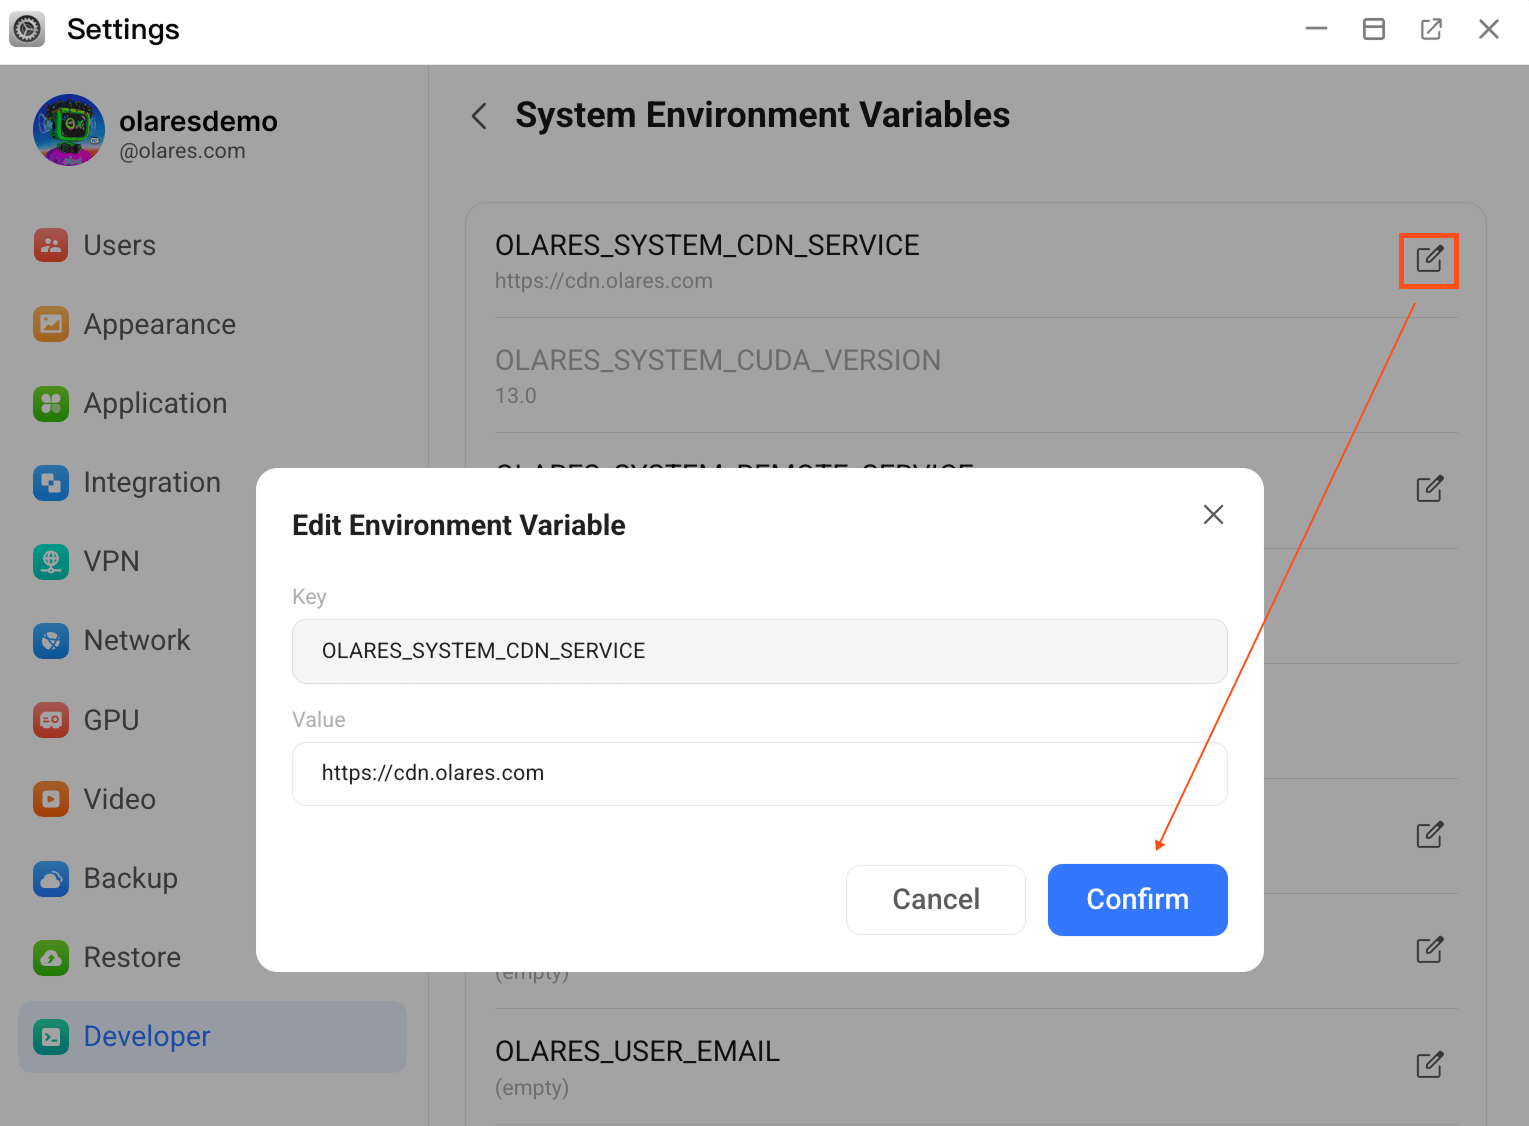 Settings
olaresdemo
@olares.com
Users
Appearance
Application
Integration
VPN
Network
GPU
Video
Backup
Restore
Developer
System Environment Variables
OLARES_SYSTEM_CDN_SERVICE
https://cdn.olares.com
OLARES_SYSTEM_CUDA_VERSION
13.0
OLARES_SYSTEM_REMOTE_SERVICE
Edit Environment Variable
Key
OLARES_SYSTEM_CDN_SERVICE
Value
https://cdn.olares.com
Cancel
Confirm
(empty)
OLARES_USER_EMAIL
(empty)